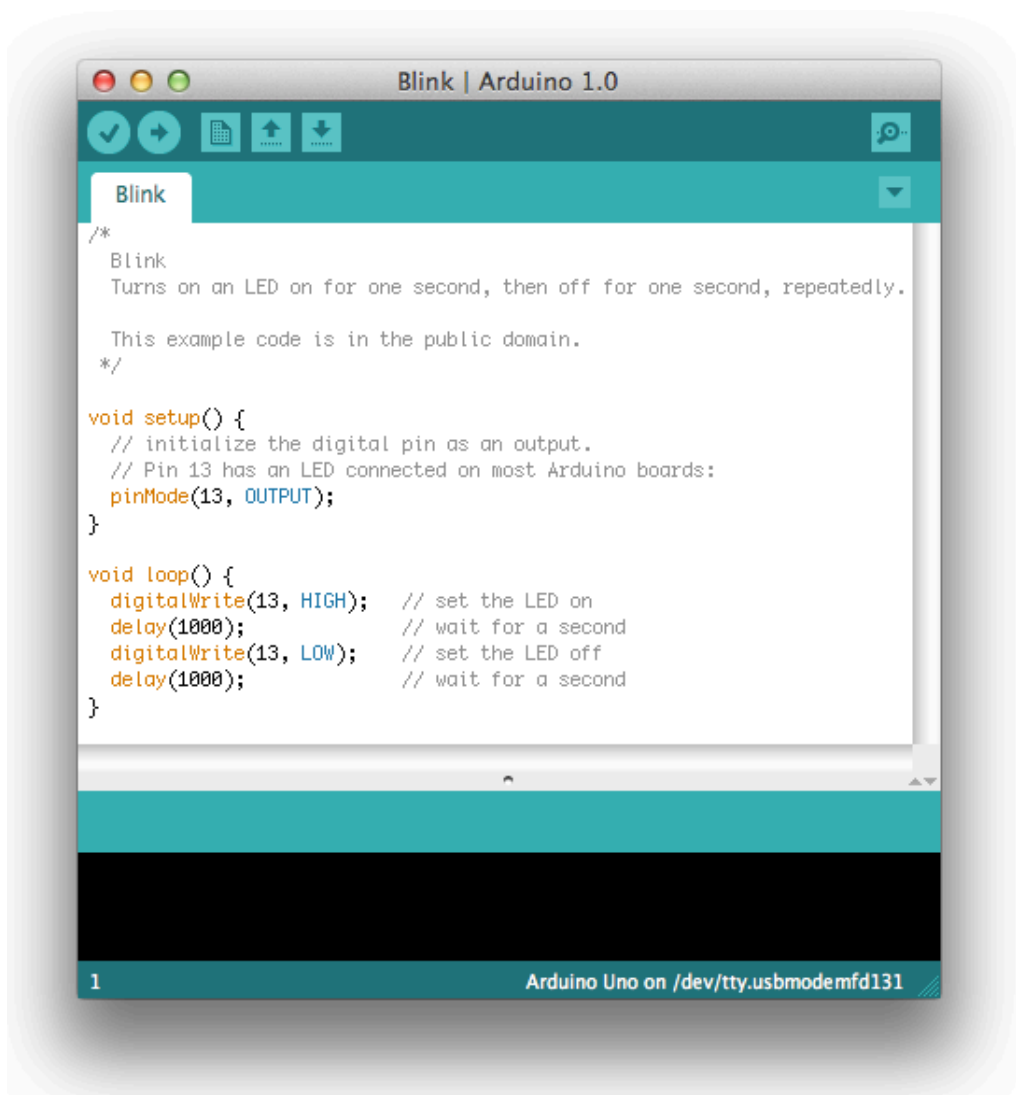 Blink | Arduino 1.0
Blink
/*
  Blink
  Turns on an LED on for one second, then off for one second, repeatedly.

  This example code is in the public domain.
 */

void setup() {
  // initialize the digital pin as an output.
  // Pin 13 has an LED connected on most Arduino boards:
  pinMode(13, OUTPUT);
}

void loop() {
  digitalWrite(13, HIGH);   // set the LED on
  delay(1000);              // wait for a second
  digitalWrite(13, LOW);    // set the LED off
  delay(1000);              // wait for a second
}
1 Arduino Uno on /dev/tty.usbmodemfd131